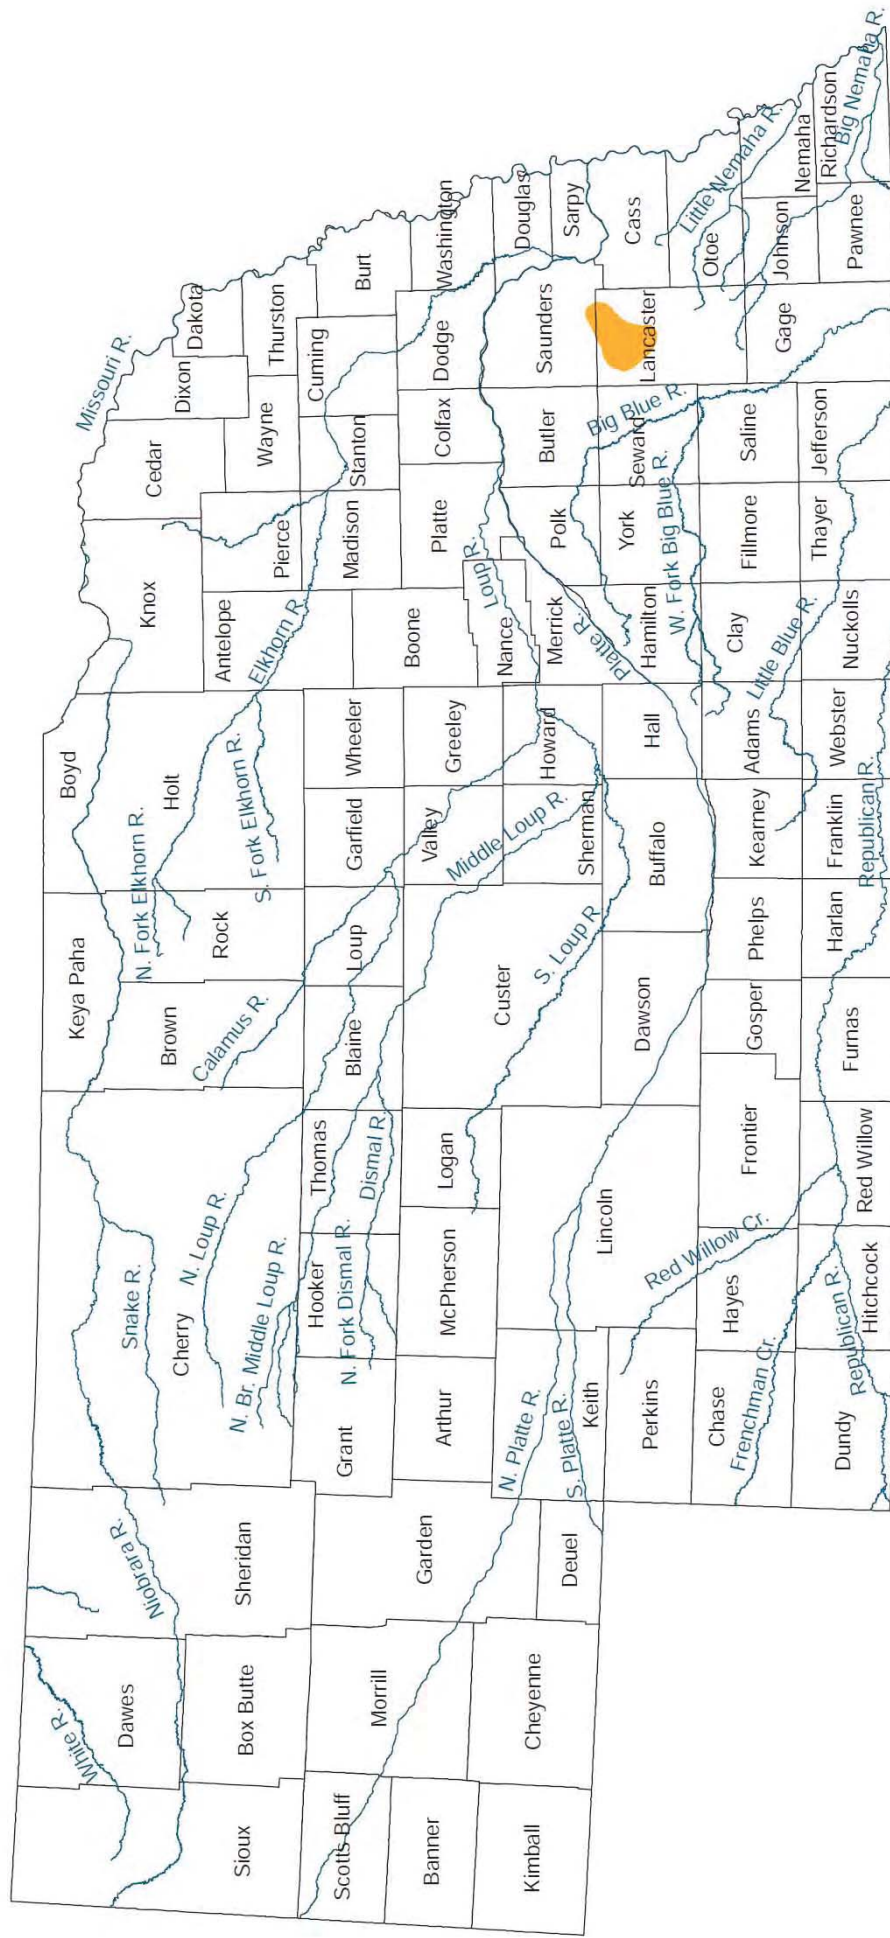 White R.
Niobrara R.
Snake R.
Missouri R.
Sioux
Dawes
Box Butte
Sheridan
Cherry
Keya Paha
Boyd
Brown
Rock
Holt
Knox
Cedar
Dixon
Dakota
Antelope
Pierce
Wayne
Thurston
N. Loup R.
N. Br. Middle Loup R.
Calamus R.
N. Fork Elkhorn R.
S. Fork Elkhorn R.
Elkhorn R.
Scotts Bluff
Morrill
Garden
Grant
Hooker
Thomas
Blaine
Loup
Garfield
Wheeler
Madison
Stanton
Cuming
Burt
N. Fork Dismal R.
Dismal R.
Banner
Arthur
McPherson
Logan
Custer
Valley
Greeley
Boone
Platte
Colfax
Dodge
Washington
Middle Loup R.
Loup R.
Kimball
Cheyenne
Deuel
Keith
Lincoln
Sherman
Howard
Nance
Merrick
Polk
Butler
Saunders
Douglas
Sarpy
N. Platte R.
S. Platte R.
S. Loup R.
Platte R.
Big Blue R.
Perkins
Dawson
Buffalo
Hall
Hamilton
York
Seward
Lancaster
Cass
W. Fork Big Blue R.
Red Willow Cr.
Chase
Hayes
Frontier
Gosper
Phelps
Kearney
Adams
Clay
Fillmore
Saline
Gage
Otoe
Johnson
Nemaha
Little Nemaha R.
Little Blue R.
Frenchman Cr.
Republican R.
Dundy
Hitchcock
Red Willow
Furnas
Harlan
Franklin
Webster
Nuckolls
Thayer
Jefferson
Pawnee
Richardson
Republican R.
Big Nemaha R.